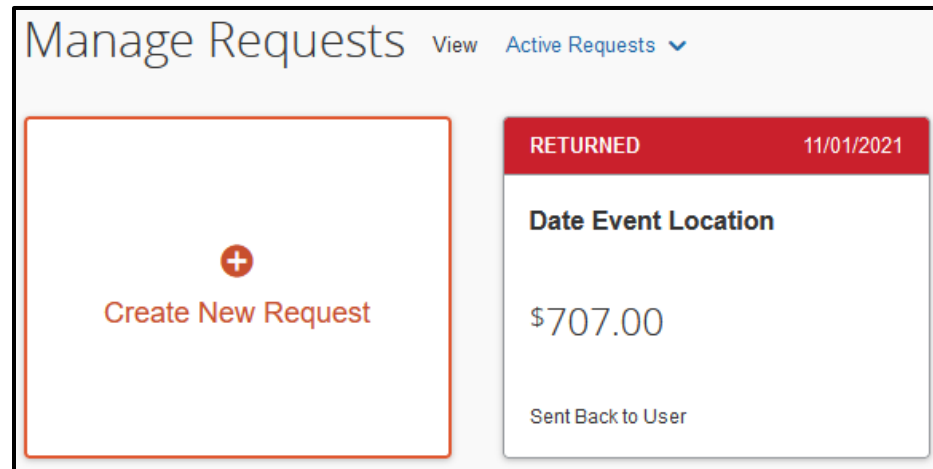 Manage Requests View Active Requests
Create New Request
RETURNED 11/01/2021
Date Event Location
$707.00
Sent Back to User